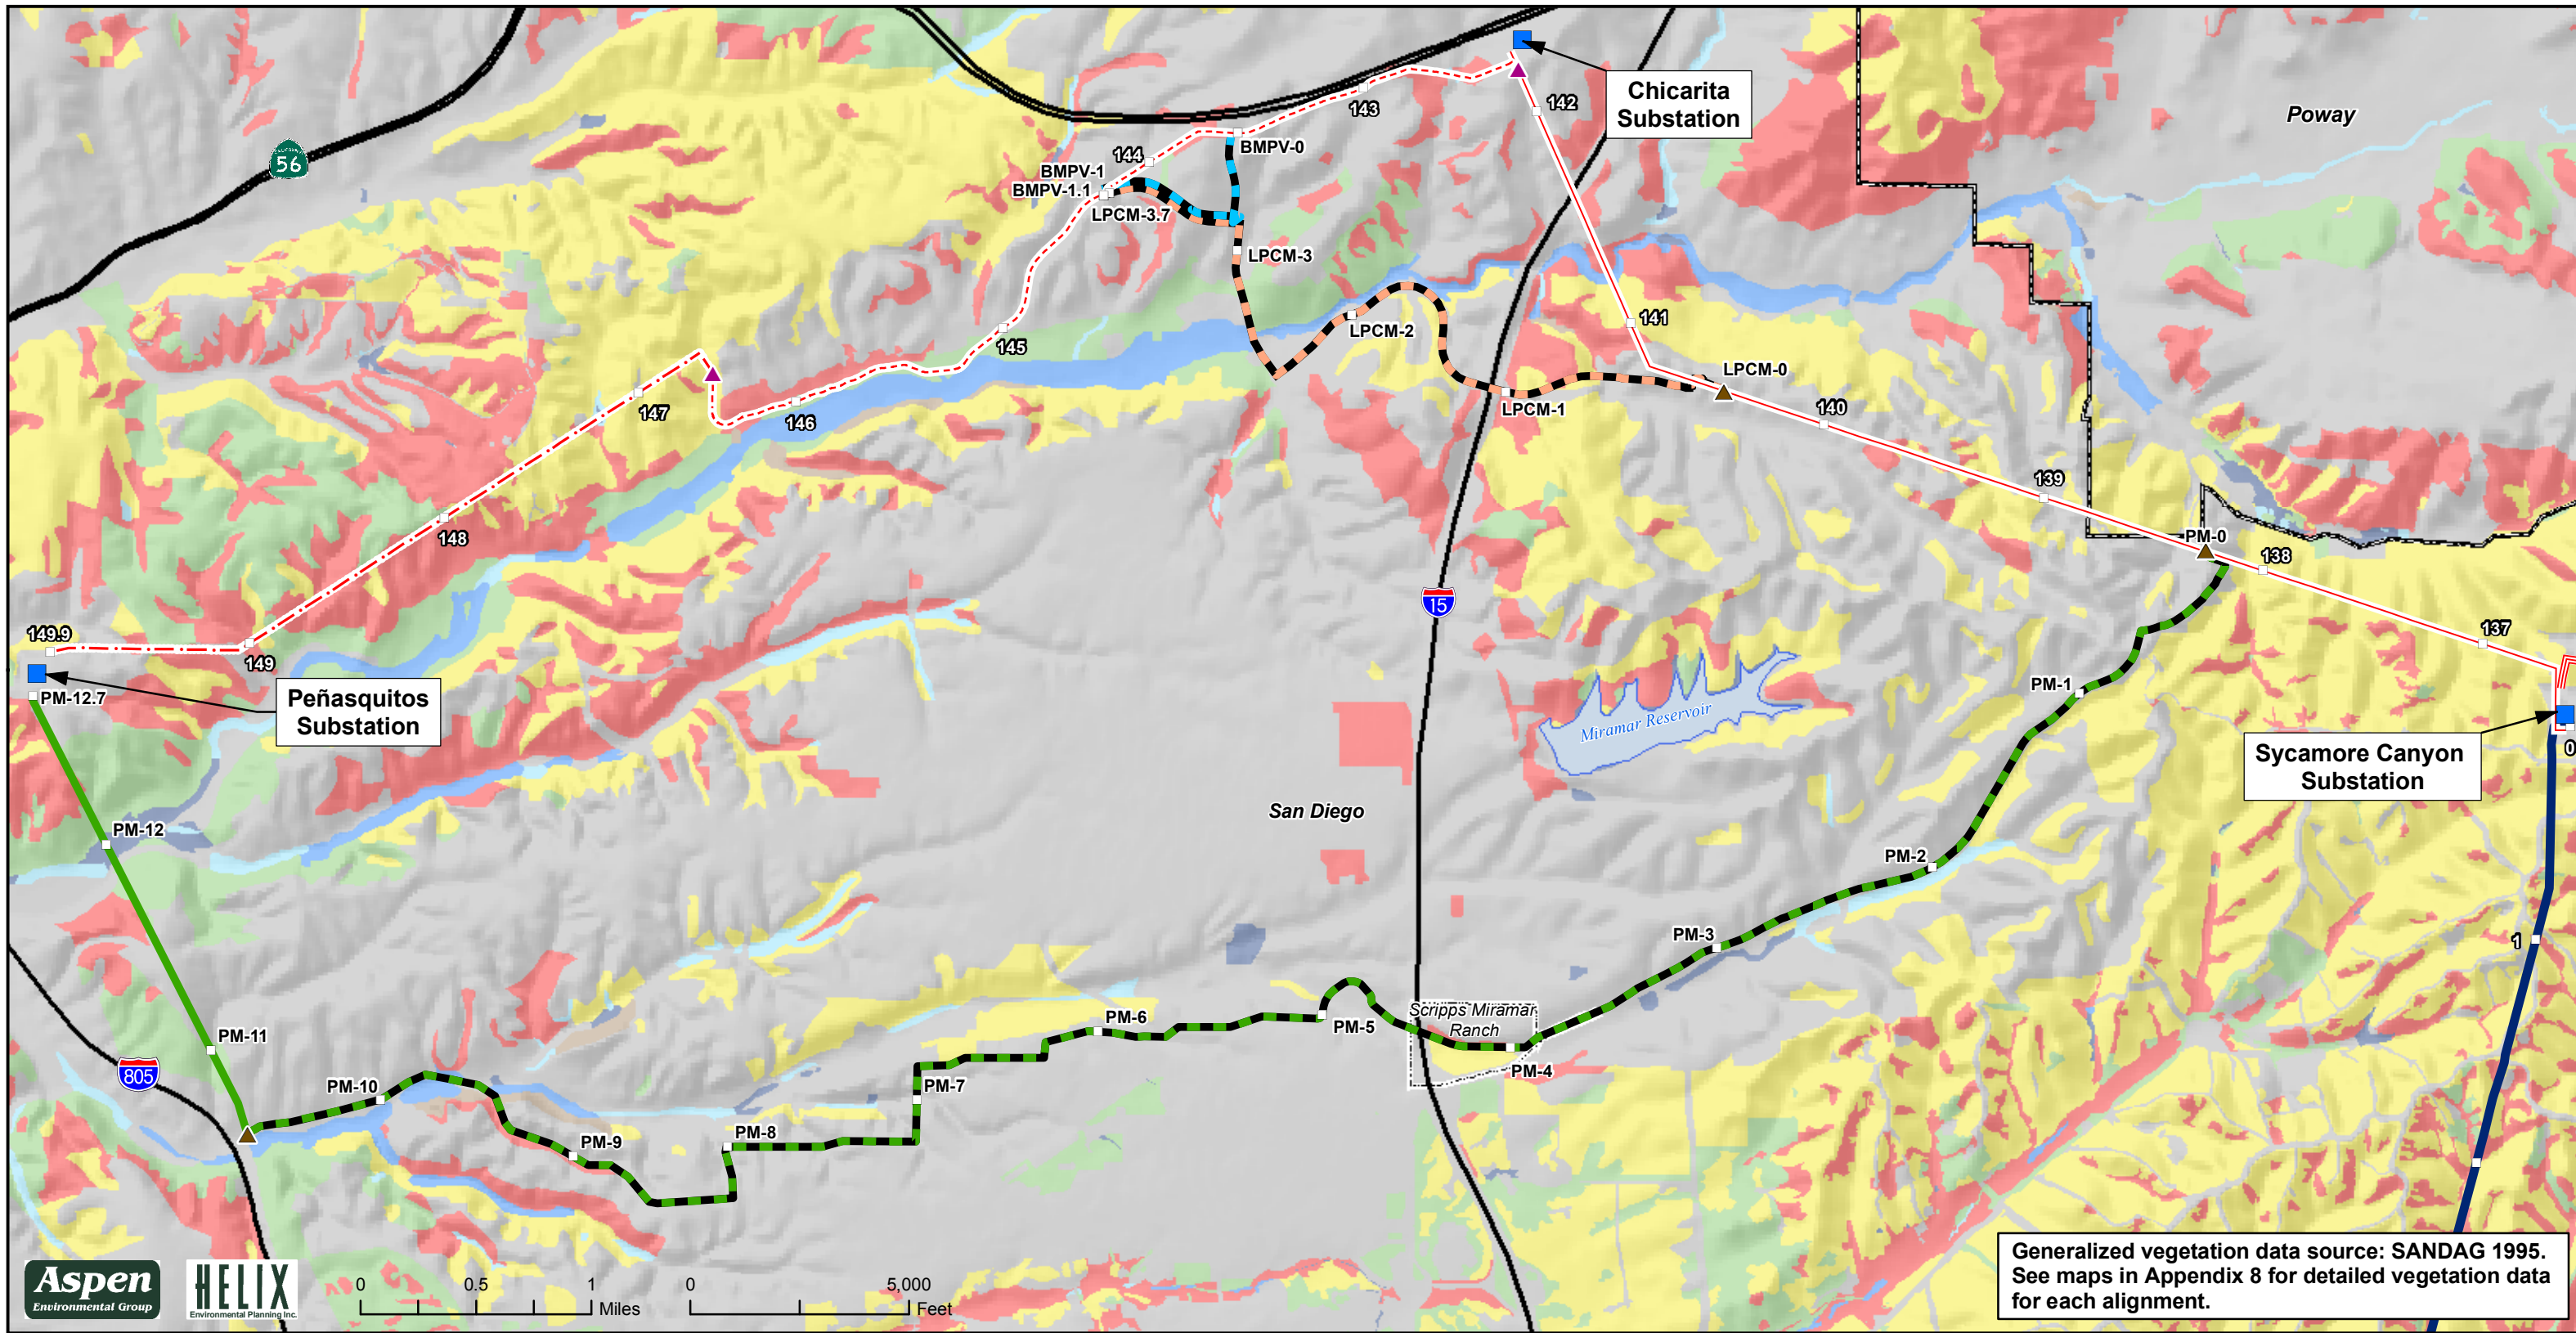 Chicarita
Substation
Poway
56
142
143
BMPV-0
144
BMPV-1
BMPV-1.1
LPCM-3.7
LPCM-3
141
LPCM-2
145
LPCM-0
147
146
LPCM-1
140
139
148
PM-0
138
15
149.9
149
137
Peñasquitos
Substation
PM-12.7
PM-1
Miramar Reservoir
0
Sycamore Canyon
Substation
San Diego
PM-12
PM-2
PM-3
1
Scripps Miramar
Ranch
PM-6
PM-5
PM-11
PM-4
805
PM-10
PM-7
PM-8
PM-9
Aspen
Environmental Group
HELIX
Environmental Planning Inc.
0 0.5 1 Miles
0 5,000 Feet
Generalized vegetation data source: SANDAG 1995.
See maps in Appendix 8 for detailed vegetation data
for each alignment.